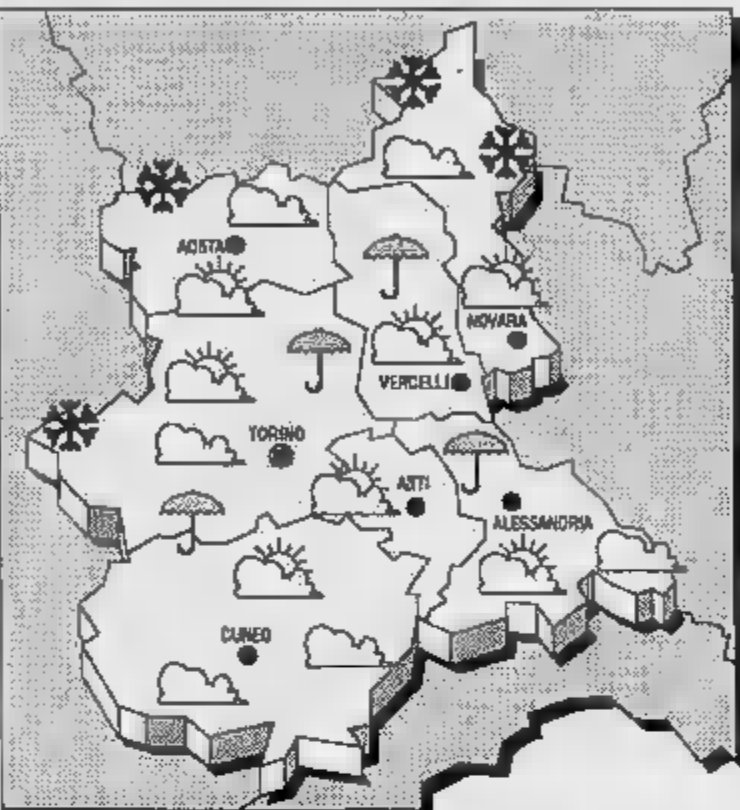 AOSTA
NOVARA
VERCELLI
TORINO
ASTI
ALESSANDRIA
CUNEO